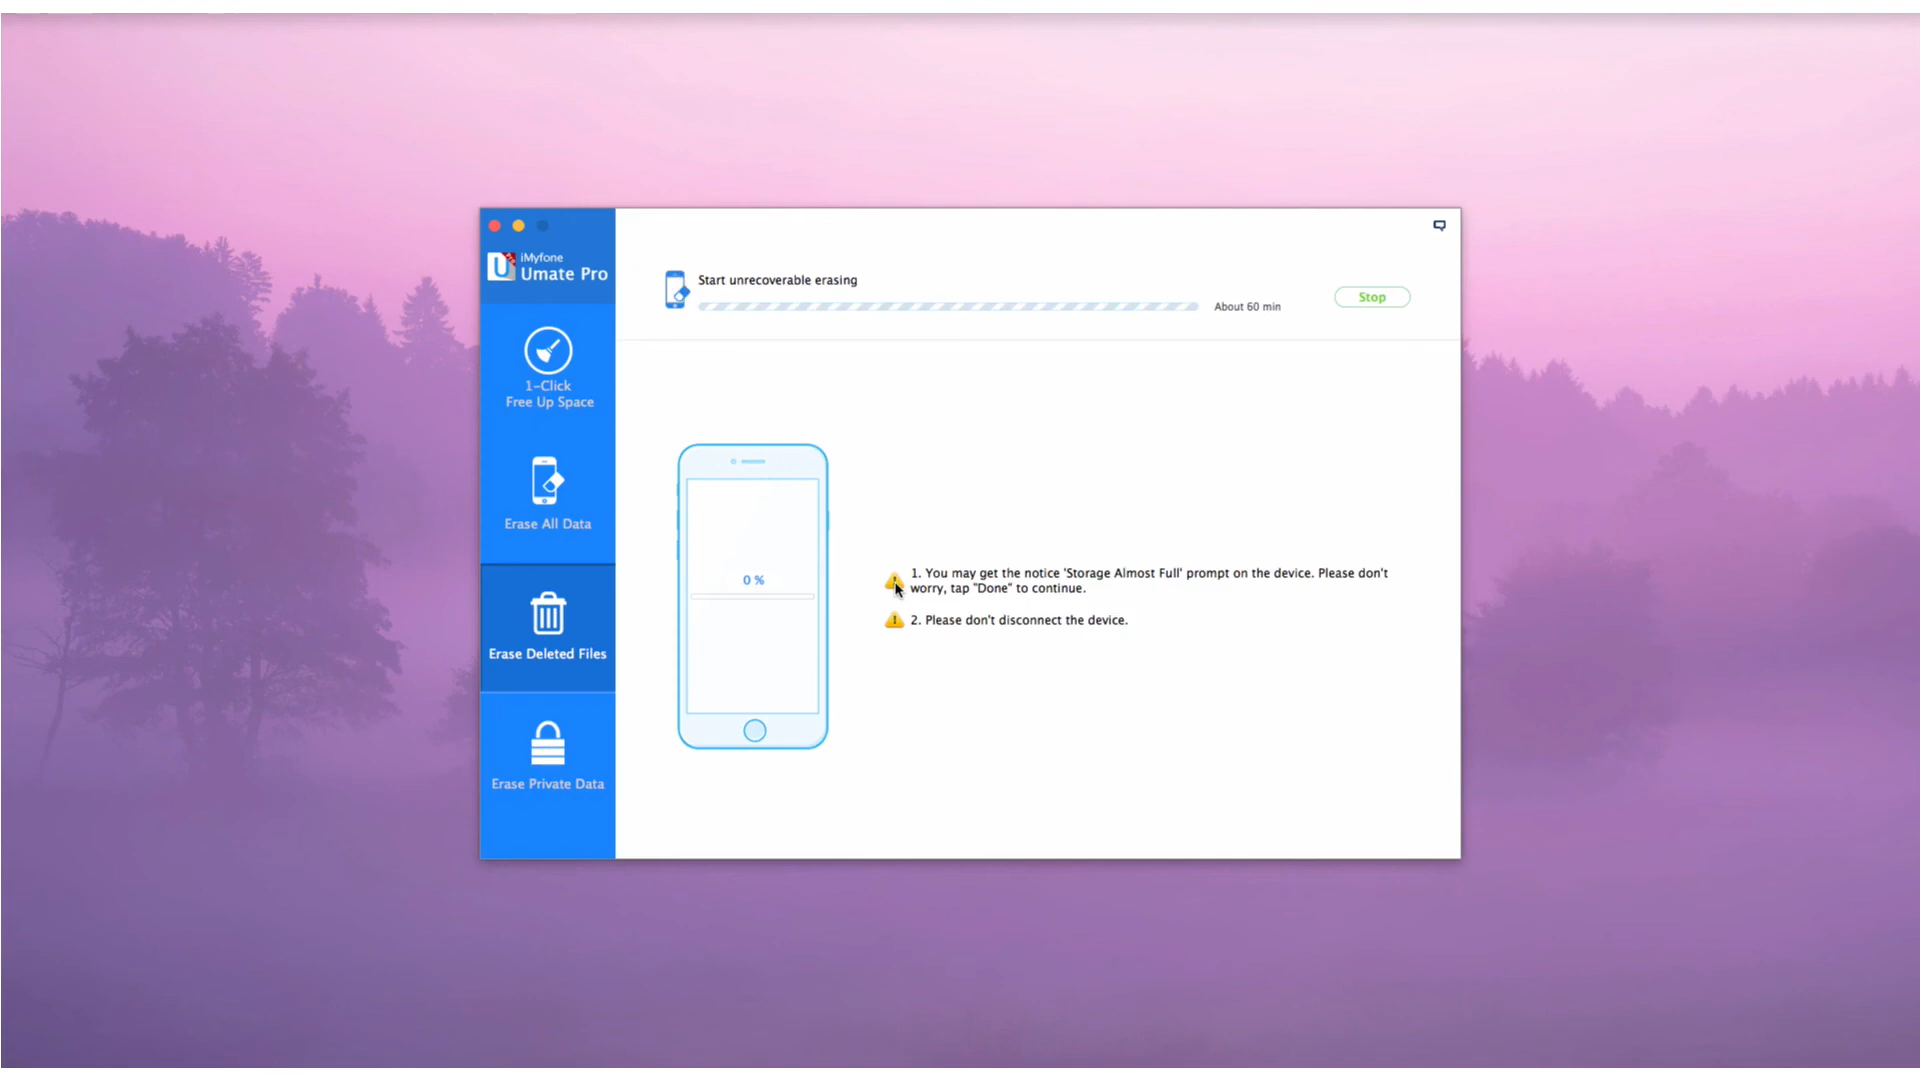 iMyfone
Umate Pro
1-Click
Free Up Space
Erase All Data
Erase Deleted Files
Erase Private Data
Start unrecoverable erasing
About 60 min
Stop
0 %
1. You may get the notice 'Storage Almost Full' prompt on the device. Please don't
worry, tap "Done" to continue.
2. Please don't disconnect the device.